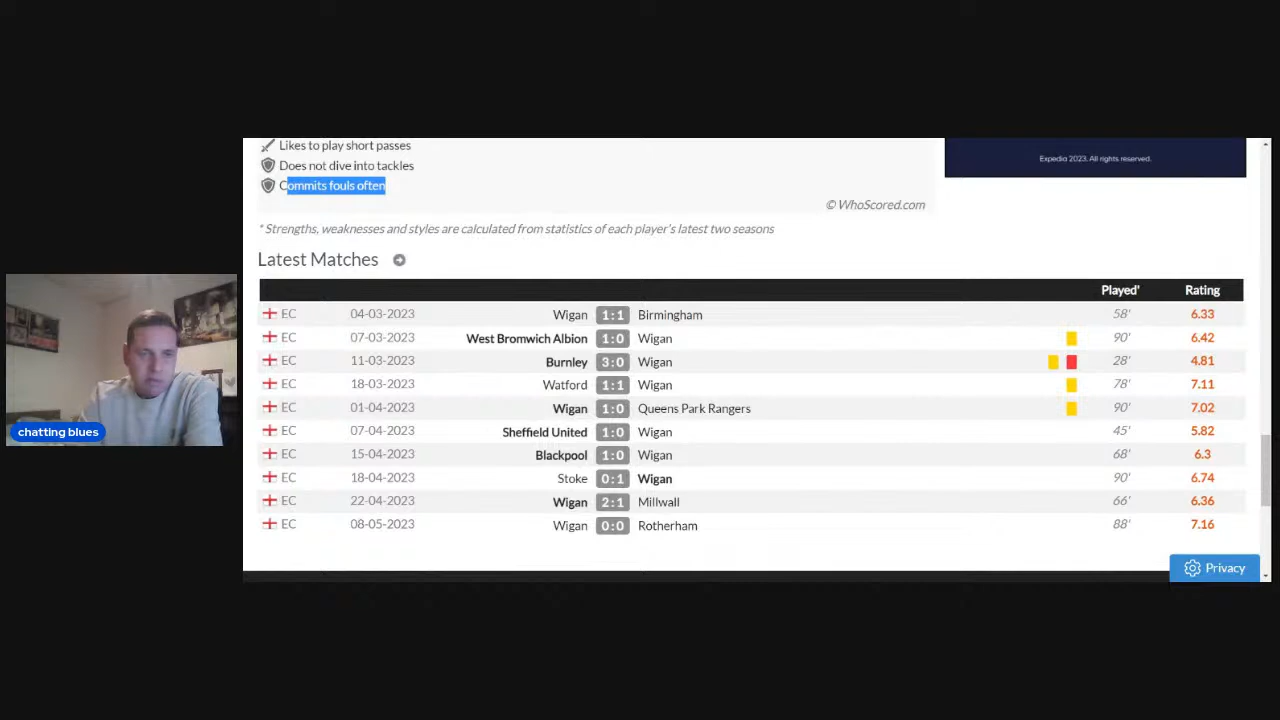 Likes to play short passes
Does not dive into tackles
Commits fouls often
Expedia 2023. All rights reserved.
© WhoScored.com
* Strengths, weaknesses and styles are calculated from statistics of each player's latest two seasons
Latest Matches
Played' Rating
EC 04-03-2023 Wigan 1:1 Birmingham 58' 6.33
EC 07-03-2023 West Bromwich Albion 1:0 Wigan 90' 6.42
EC 11-03-2023 Burnley 3:0 Wigan 28' 4.81
EC 18-03-2023 Watford 1:1 Wigan 78' 7.11
EC 01-04-2023 Wigan 1:0 Queens Park Rangers 90' 7.02
EC 07-04-2023 Sheffield United 1:0 Wigan 45' 5.82
EC 15-04-2023 Blackpool 1:0 Wigan 68' 6.3
EC 18-04-2023 Stoke 0:1 Wigan 90' 6.74
EC 22-04-2023 Wigan 2:1 Millwall 66' 6.36
EC 08-05-2023 Wigan 0:0 Rotherham 88' 7.16
chatting blues
Privacy